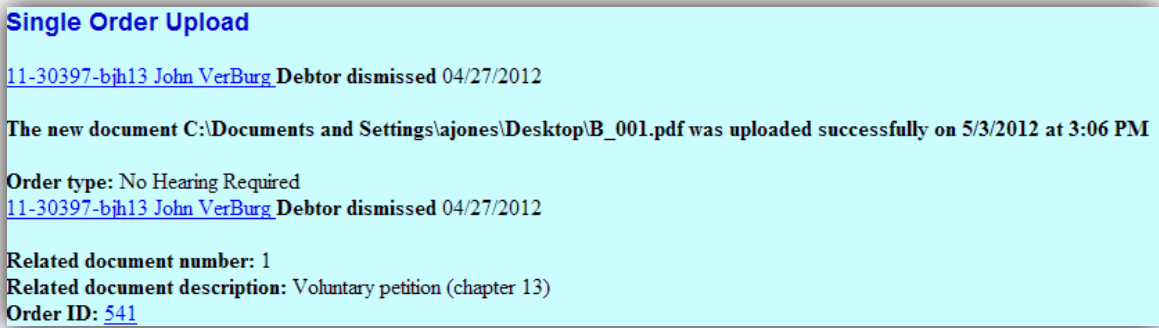 Single Order Upload
11-30397-bjh13 John VerBurg Debtor dismissed 04/27/2012
The new document C:\Documents and Settings\ajones\Desktop\B_001.pdf was uploaded successfully on 5/3/2012 at 3:06 PM
Order type: No Hearing Required
11-30397-bjh13 John VerBurg Debtor dismissed 04/27/2012
Related document number: 1
Related document description: Voluntary petition (chapter 13)
Order ID: 541